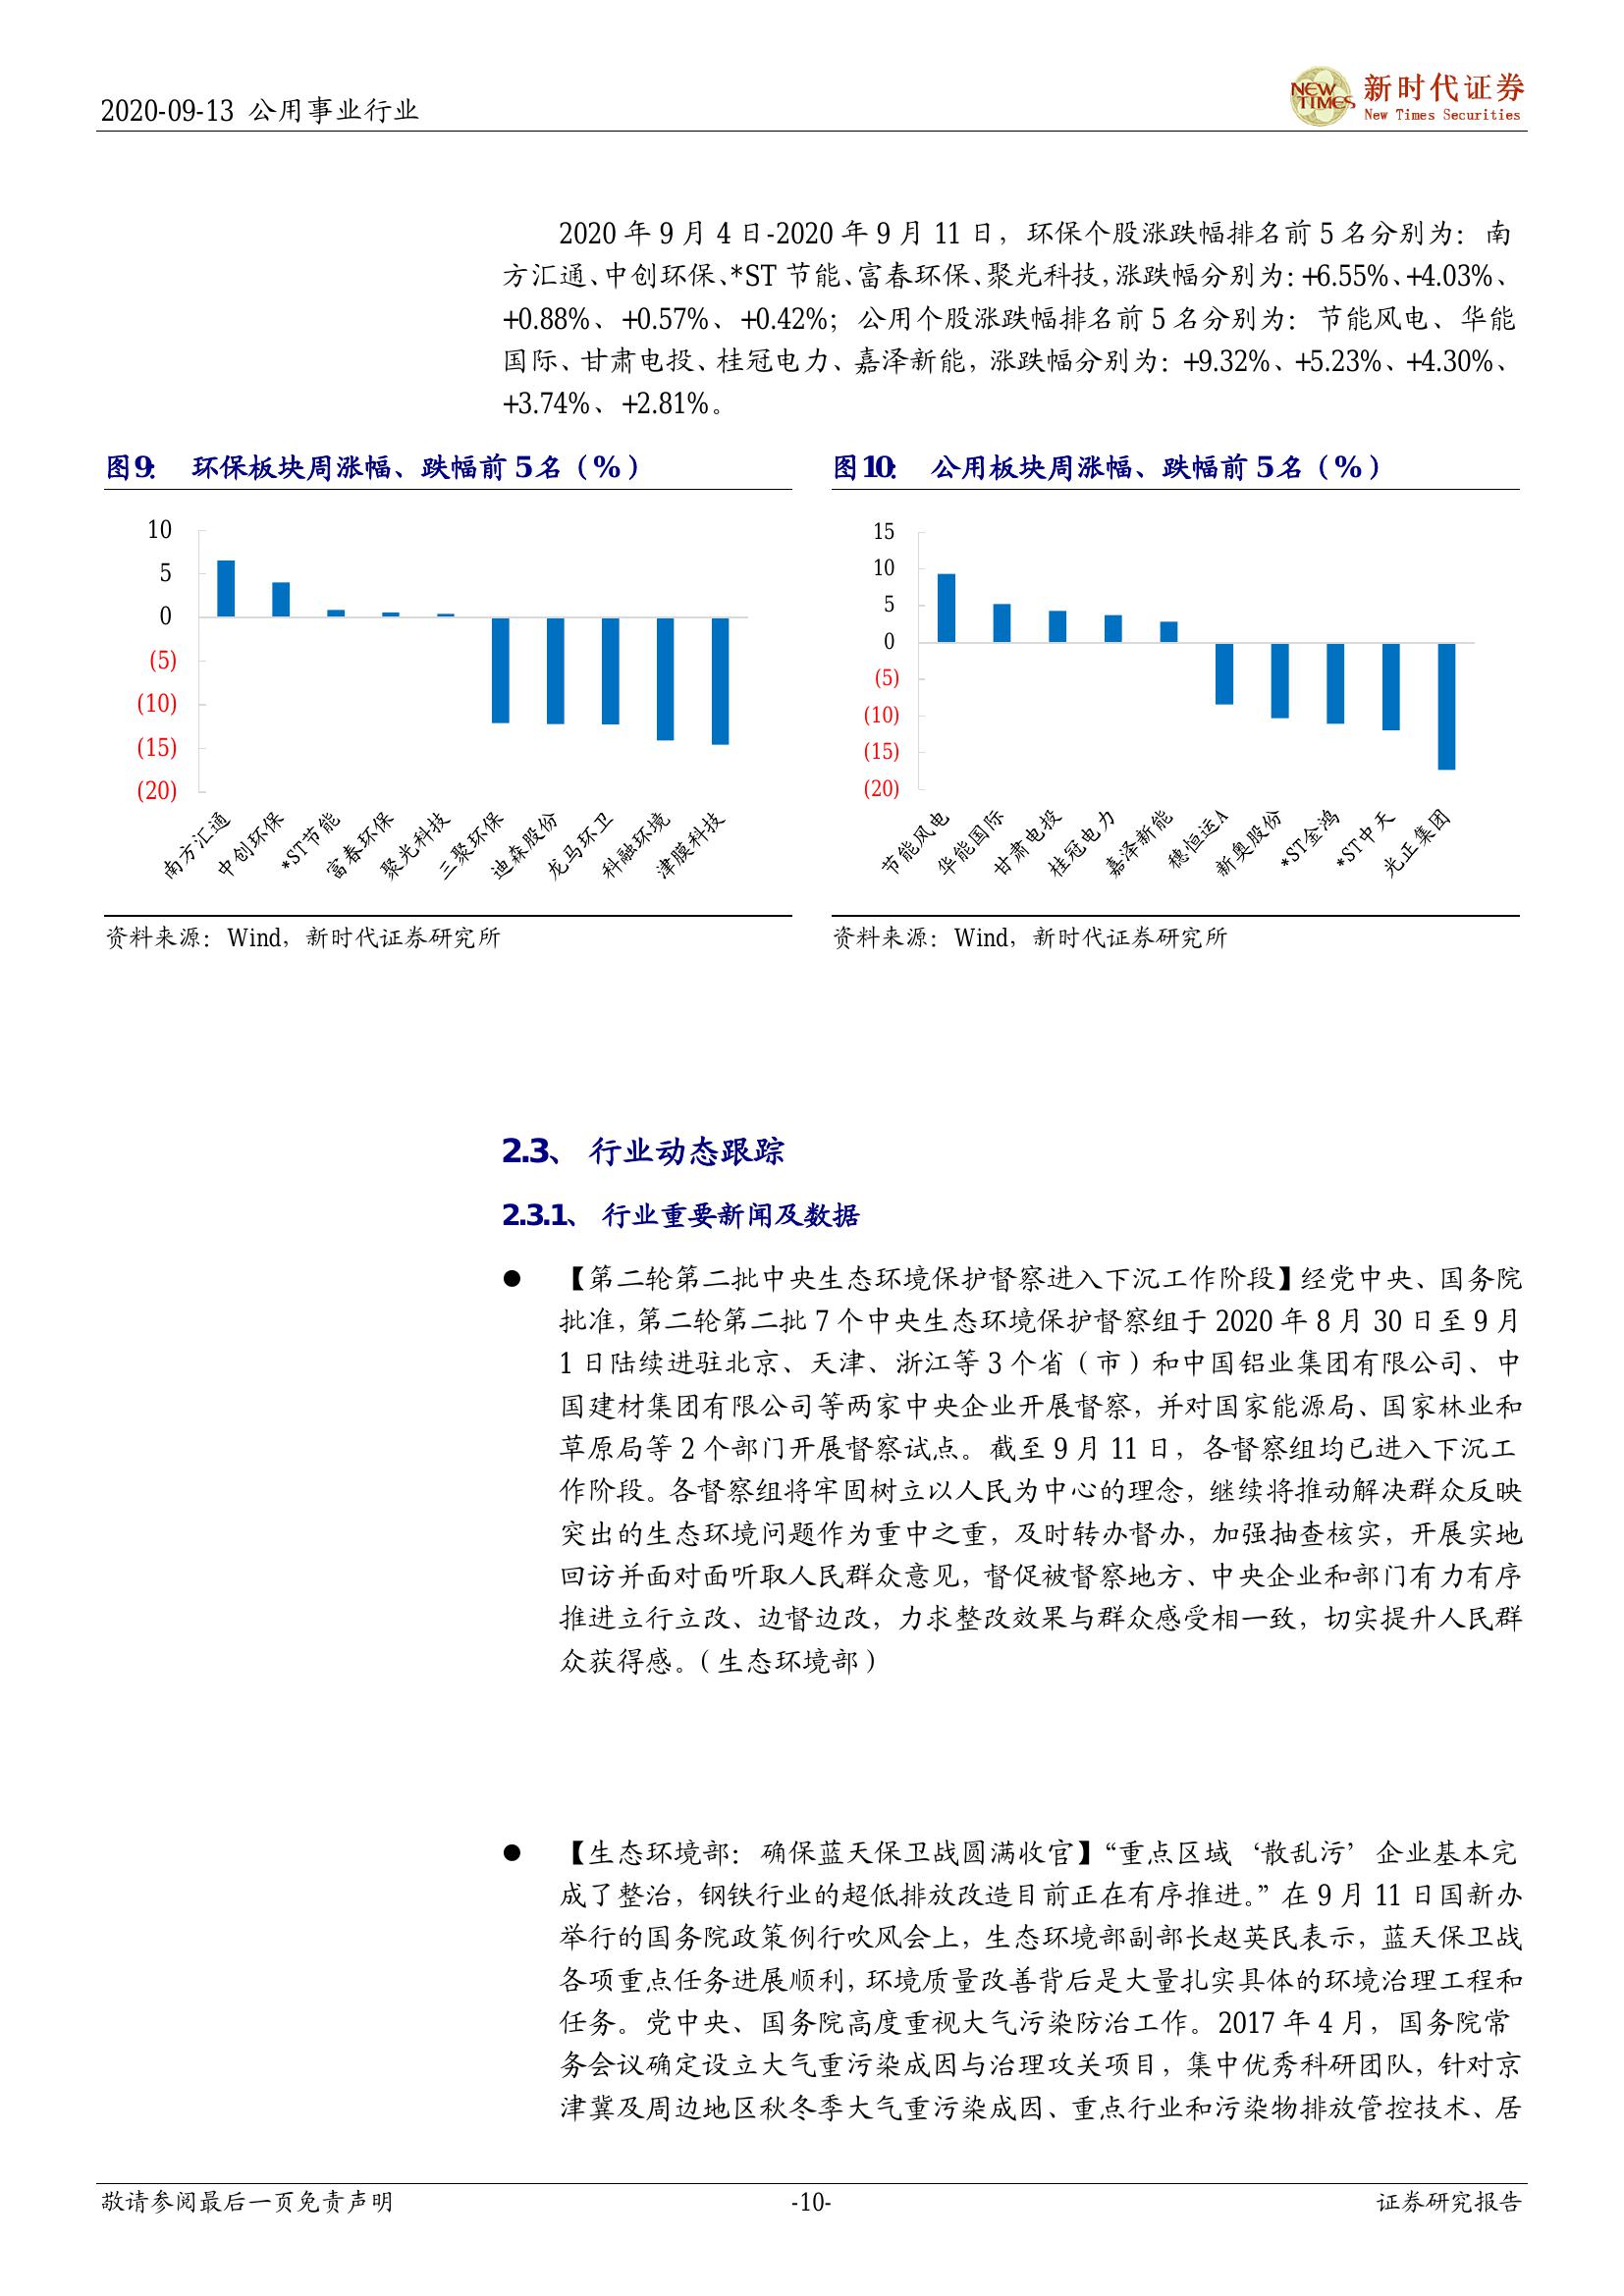 2020-09-13 公用事业行业
NEW TIMES 新时代证券
New Times Securities
2020 年 9 月 4 日-2020 年 9 月 11 日，环保个股涨跌幅排名前 5 名分别为：南
方汇通、中创环保、*ST 节能、富春环保、聚光科技，涨跌幅分别为：+6.55%、+4.03%、
+0.88%、+0.57%、+0.42%；公用个股涨跌幅排名前 5 名分别为：节能风电、华能
国际、甘肃电投、桂冠电力、嘉泽新能，涨跌幅分别为：+9.32%、+5.23%、+4.30%、
+3.74%、+2.81%。
图9： 环保板块周涨幅、跌幅前 5 名（%）
10
5
0
(5)
(10)
(15)
(20)
南方汇通
中创环保
*ST节能
富春环保
聚光科技
三聚环保
迪森股份
龙马环卫
科融环境
津膜科技
资料来源：Wind，新时代证券研究所
图10： 公用板块周涨幅、跌幅前 5 名（%）
15
10
5
0
(5)
(10)
(15)
(20)
节能风电
华能国际
甘肃电投
桂冠电力
嘉泽新能
穗恒运A
新奥股份
*ST金鸿
*ST中天
光正集团
资料来源：Wind，新时代证券研究所
2.3、 行业动态跟踪
2.3.1、 行业重要新闻及数据
● 【第二轮第二批中央生态环境保护督察进入下沉工作阶段】经党中央、国务院
批准，第二轮第二批 7 个中央生态环境保护督察组于 2020 年 8 月 30 日至 9 月
1 日陆续进驻北京、天津、浙江等 3 个省（市）和中国铝业集团有限公司、中
国建材集团有限公司等两家中央企业开展督察，并对国家能源局、国家林业和
草原局等 2 个部门开展督察试点。截至 9 月 11 日，各督察组均已进入下沉工
作阶段。各督察组将牢固树立以人民为中心的理念，继续将推动解决群众反映
突出的生态环境问题作为重中之重，及时转办督办，加强抽查核实，开展实地
回访并面对面听取人民群众意见，督促被督察地方、中央企业和部门有力有序
推进立行立改、边督边改，力求整改效果与群众感受相一致，切实提升人民群
众获得感。（生态环境部）
● 【生态环境部：确保蓝天保卫战圆满收官】“重点区域‘散乱污’企业基本完
成了整治，钢铁行业的超低排放改造目前正在有序推进。”在 9 月 11 日国新办
举行的国务院政策例行吹风会上，生态环境部副部长赵英民表示，蓝天保卫战
各项重点任务进展顺利，环境质量改善背后是大量扎实具体的环境治理工程和
任务。党中央、国务院高度重视大气污染防治工作。2017 年 4 月，国务院常
务会议确定设立大气重污染成因与治理攻关项目，集中优秀科研团队，针对京
津冀及周边地区秋冬季大气重污染成因、重点行业和污染物排放管控技术、居
敬请参阅最后一页免责声明
-10-
证券研究报告